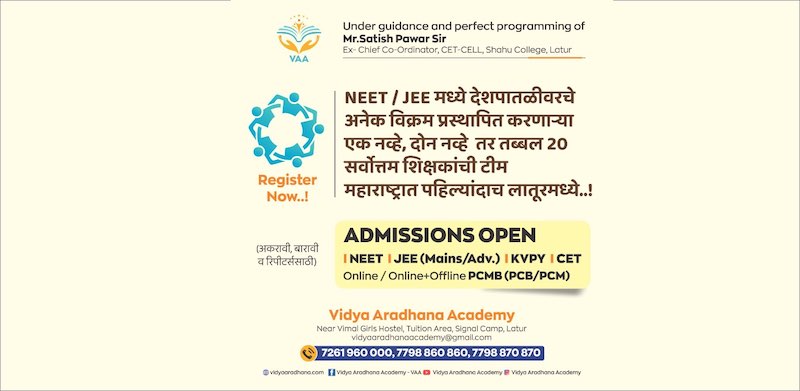 Under guidance and perfect programming of
Mr.Satish Pawar Sir
Ex- Chief Co-Ordinator, CET-CELL, Shahu College, Latur
VAA
NEET / JEE मध्ये देशपातळीवरचे
अनेक विक्रम प्रस्थापित करणाऱ्या
एक नव्हे, दोन नव्हे तर तब्बल 20
सर्वोत्तम शिक्षकांची टीम
महाराष्ट्रात पहिल्यांदाच लातूरमध्ये..!
Register
Now..!
ADMISSIONS OPEN
(अकरावी, बारावी
व रिपीटर्ससाठी)
NEET JEE (Mains/Adv.) KVPY CET
Online / Online+Offline PCMB (PCB/PCM)
Vidya Aradhana Academy
Near Vimal Girls Hostel, Tuition Area, Signal Camp, Latur
vidyaaradhanaacademy@gmail.com
7261 960 000, 7798 860 860, 7798 870 870
vidyaaradhana.com Vidya Aradhana Academy - VAA Vidya Aradhana Academy Vidya Aradhana Academy